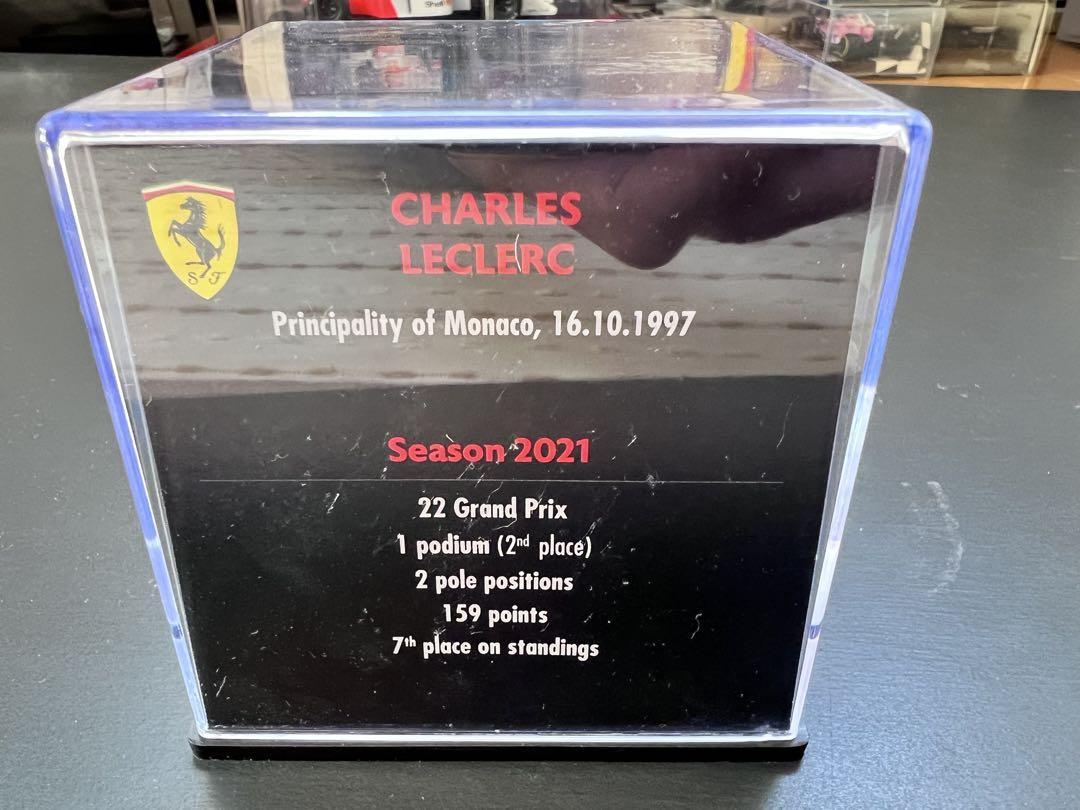 Shell
CHARLES
LECLERC
S F
Principality of Monaco, 16.10.1997
Season 2021
22 Grand Prix
1 podium (2nd place)
2 pole positions
159 points
7th place on standings